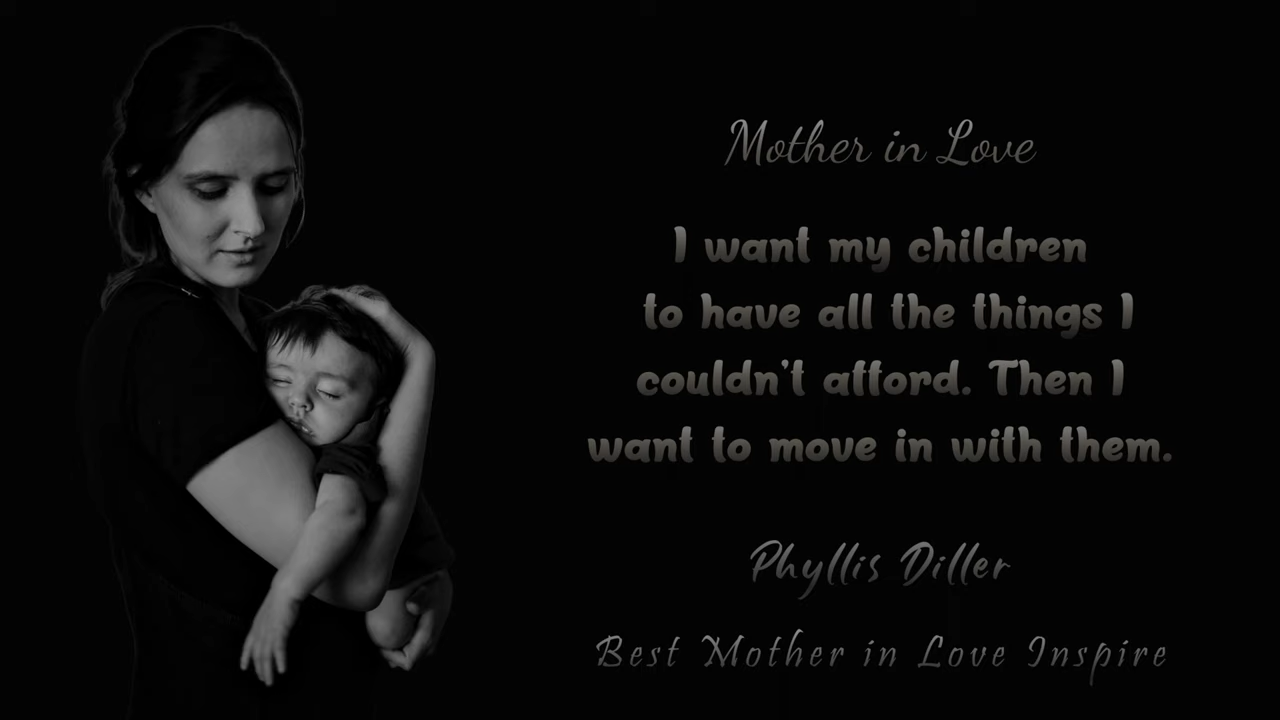 Mother in Love
I want my children
to have all the things I
couldn't afford. Then I
want to move in with them.
Phyllis Diller
Best Mother in Love Inspire